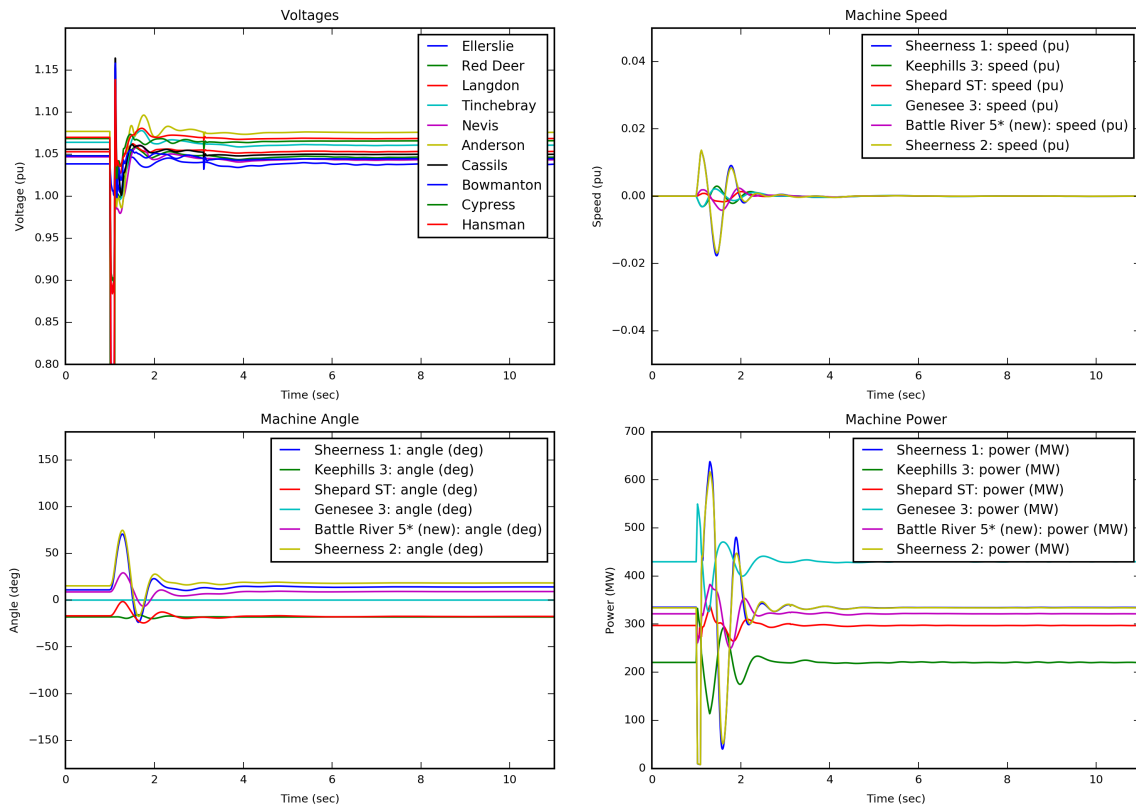 Voltages
Voltage (pu)
1.15
1.10
1.05
1.00
0.95
0.90
0.85
0.80
0
2
4
6
8
10
Time (sec)
Ellerslie
Red Deer
Langdon
Tinchebray
Nevis
Anderson
Cassils
Bowmanton
Cypress
Hansman
Machine Speed
Speed (pu)
0.04
0.02
0.00
−0.02
−0.04
0
2
4
6
8
10
Time (sec)
Sheerness 1: speed (pu)
Keephills 3: speed (pu)
Shepard ST: speed (pu)
Genesee 3: speed (pu)
Battle River 5* (new): speed (pu)
Sheerness 2: speed (pu)
Machine Angle
Angle (deg)
150
100
50
0
−50
−100
−150
0
2
4
6
8
10
Time (sec)
Sheerness 1: angle (deg)
Keephills 3: angle (deg)
Shepard ST: angle (deg)
Genesee 3: angle (deg)
Battle River 5* (new): angle (deg)
Sheerness 2: angle (deg)
Machine Power
Power (MW)
700
600
500
400
300
200
100
0
0
2
4
6
8
10
Time (sec)
Sheerness 1: power (MW)
Keephills 3: power (MW)
Shepard ST: power (MW)
Genesee 3: power (MW)
Battle River 5* (new): power (MW)
Sheerness 2: power (MW)